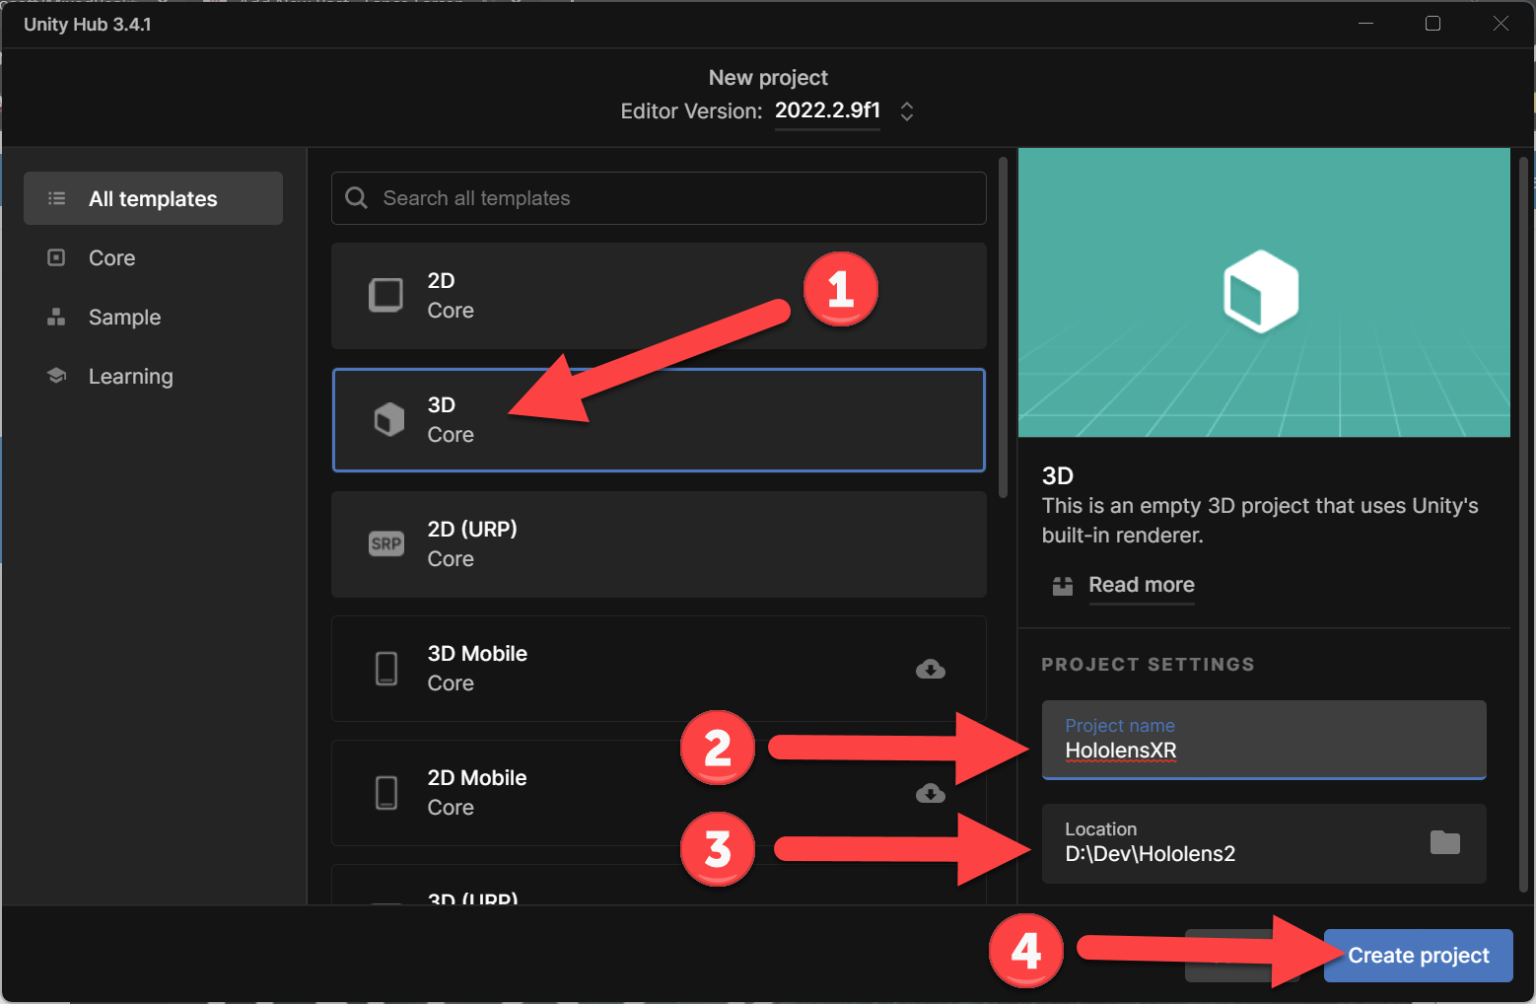 Unity Hub 3.4.1
New project
Editor Version: 2022.2.9f1
All templates
Core
Sample
Learning
Search all templates
2D
Core
1
3D
Core
2D (URP)
Core
SRP
3D Mobile
Core
2D Mobile
Core
3D (URP)
3D
This is an empty 3D project that uses Unity's
built-in renderer.
Read more
PROJECT SETTINGS
2
Project name
HololensXR
3
Location
D:\Dev\Hololens2
4
Create project